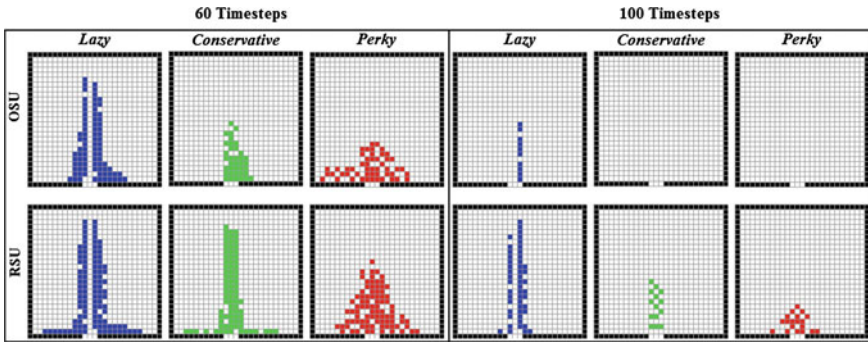 60 Timesteps 100 Timesteps
Lazy Conservative Perky Lazy Conservative Perky
OSU
RSU